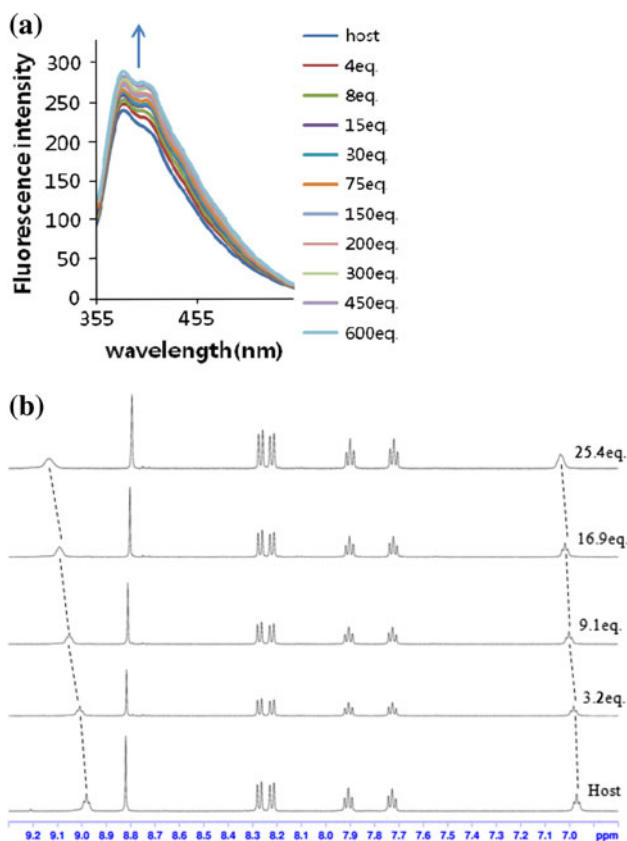 (a)
Fluorescence intensity
300
250
200
150
100
50
0
355 455
wavelength(nm)
host
4eq.
8eq.
15eq.
30eq.
75eq.
150eq.
200eq.
300eq.
450eq.
600eq.
(b)
25.4eq.
16.9eq.
9.1eq.
3.2eq.
Host
9.2 9.1 9.0 8.8 8.8 8.7 8.6 8.5 8.4 8.3 8.2 8.1 8.0 7.9 7.8 7.7 7.6 7.5 7.4 7.3 7.2 7.1 7.0 ppm